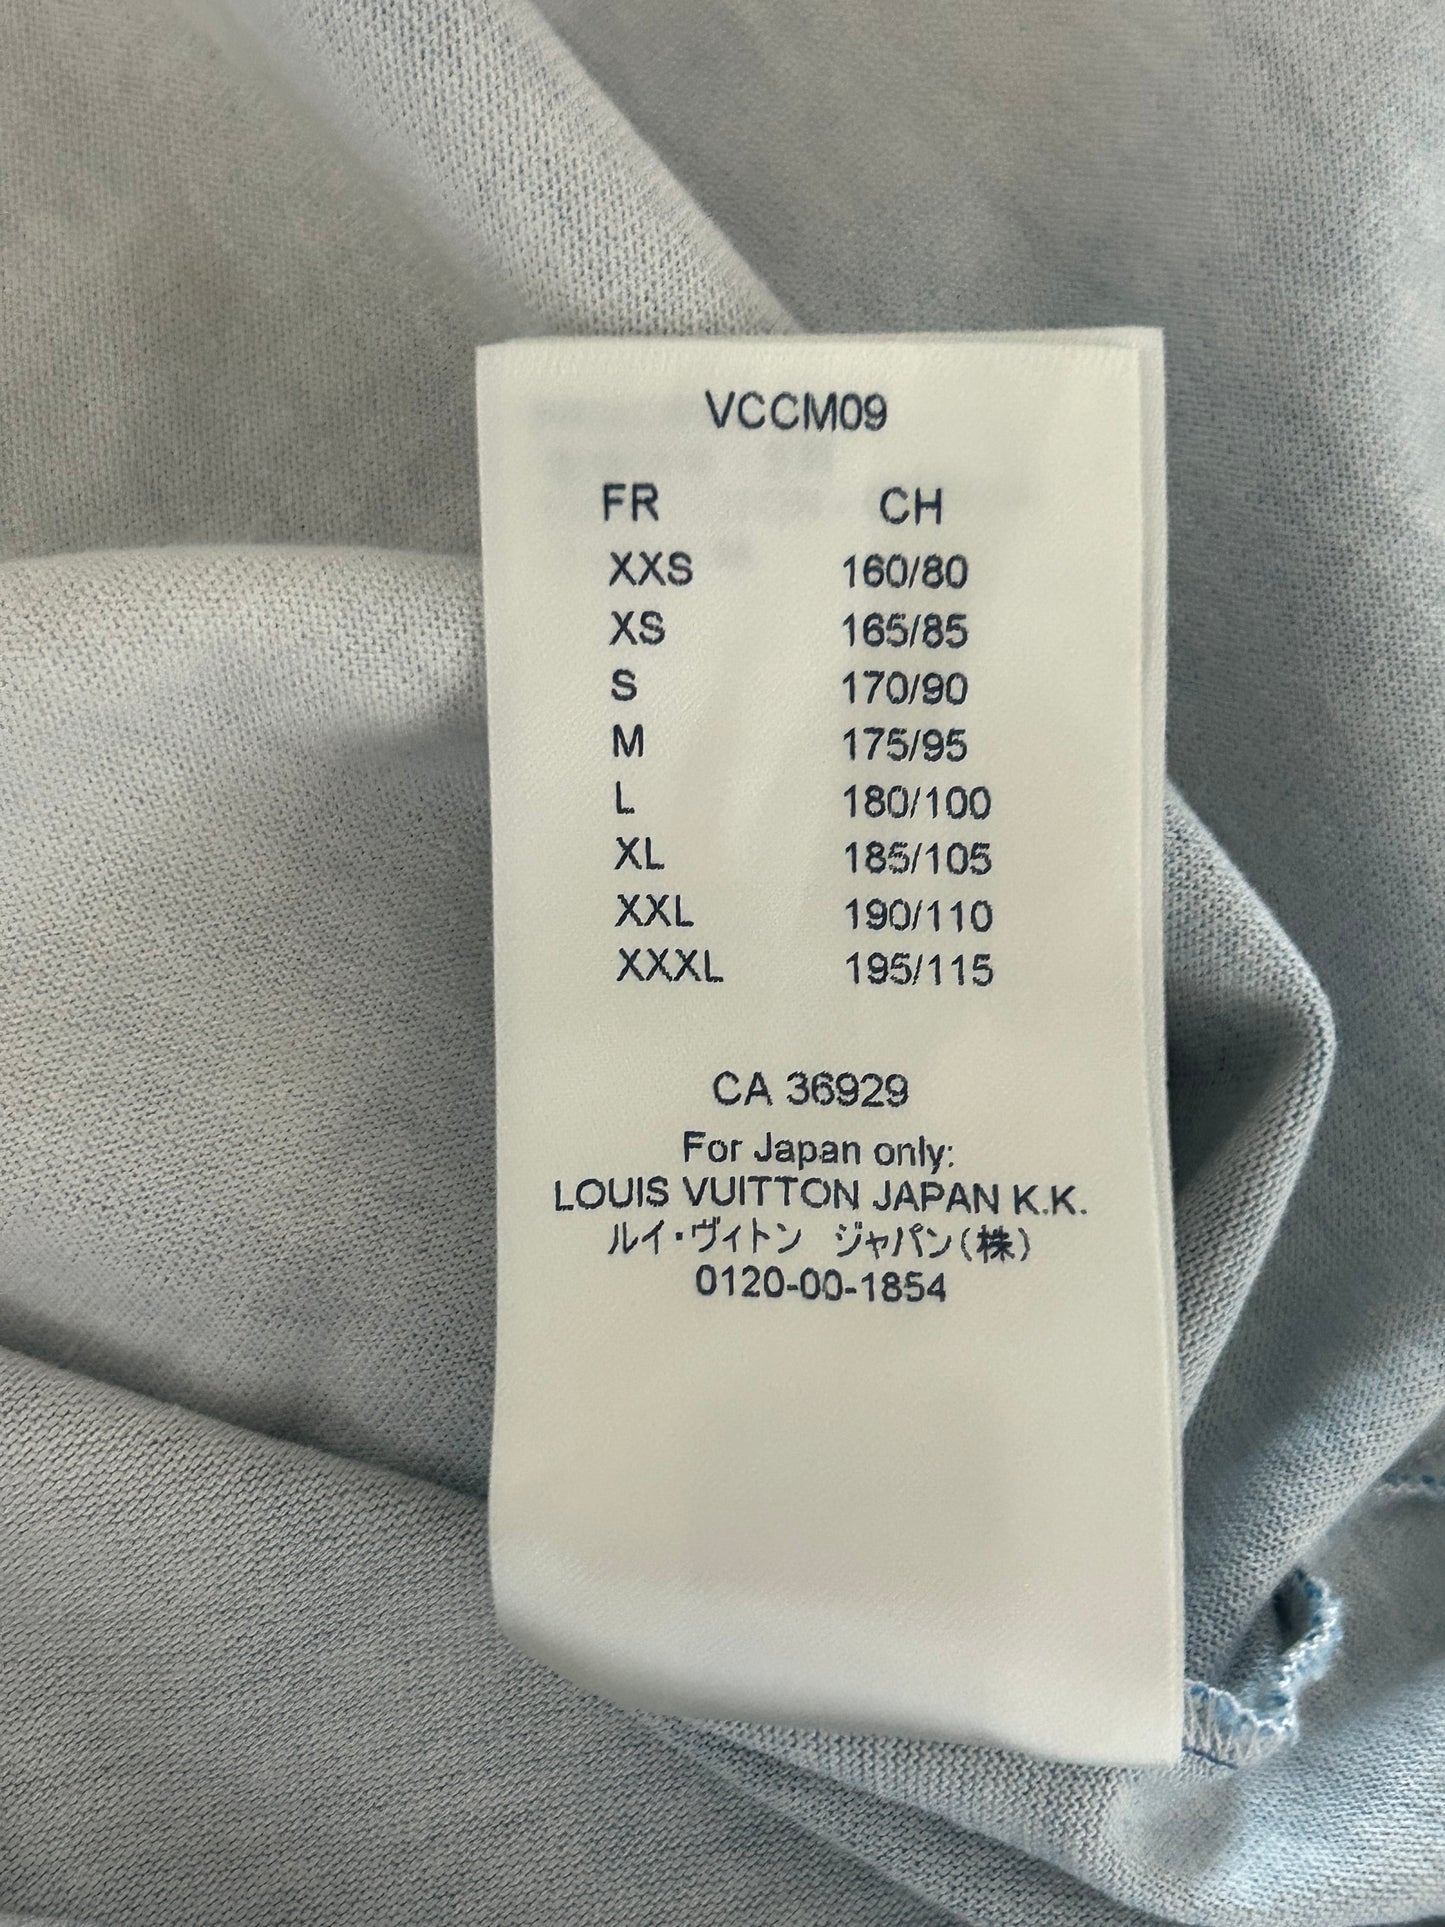 VCCM09
FR CH
XXS 160/80
XS 165/85
S 170/90
M 175/95
L 180/100
XL 185/105
XXL 190/110
XXXL 195/115
CA 36929
For Japan only:
LOUIS VUITTON JAPAN K.K.
ルイ・ヴィトン ジャパン(株)
0120-00-1854